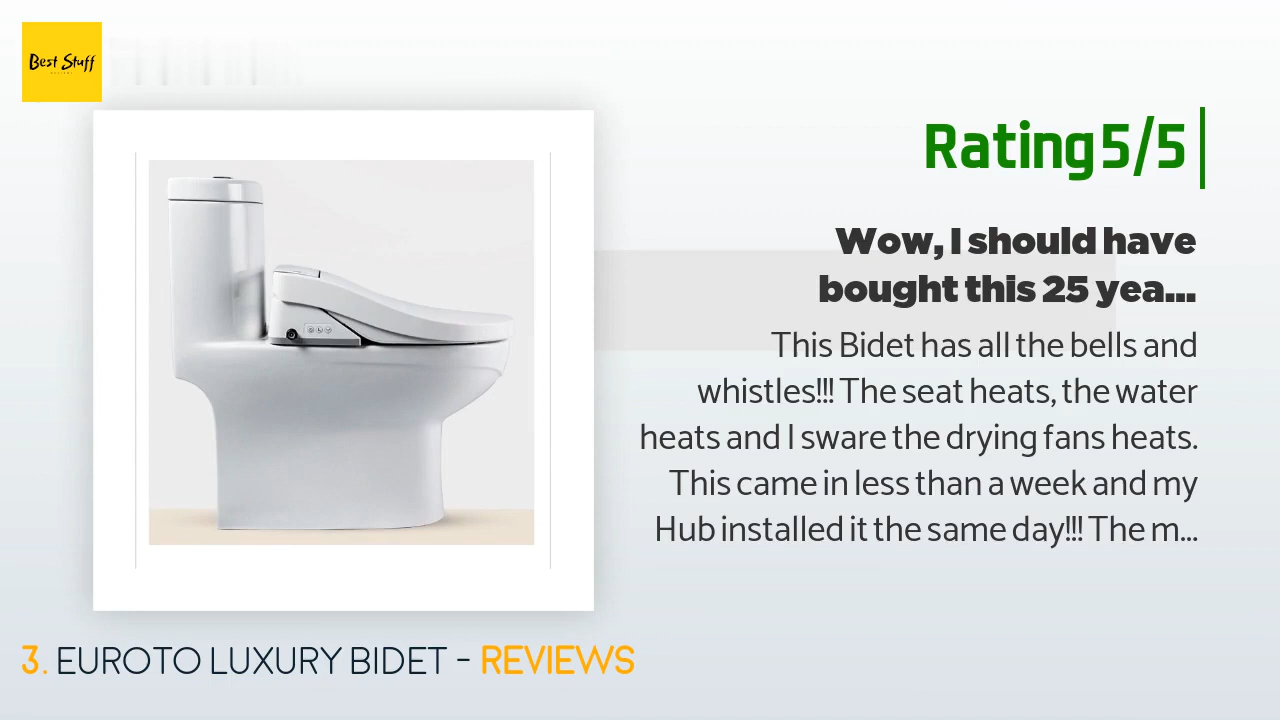 Best Stuff
Rating 5/5
Wow, I should have
bought this 25 yea...
This Bidet has all the bells and
whistles!!! The seat heats, the water
heats and I sware the drying fans heats.
This came in less than a week and my
Hub installed it the same day!!! The m...
3. EUROTO LUXURY BIDET - REVIEWS